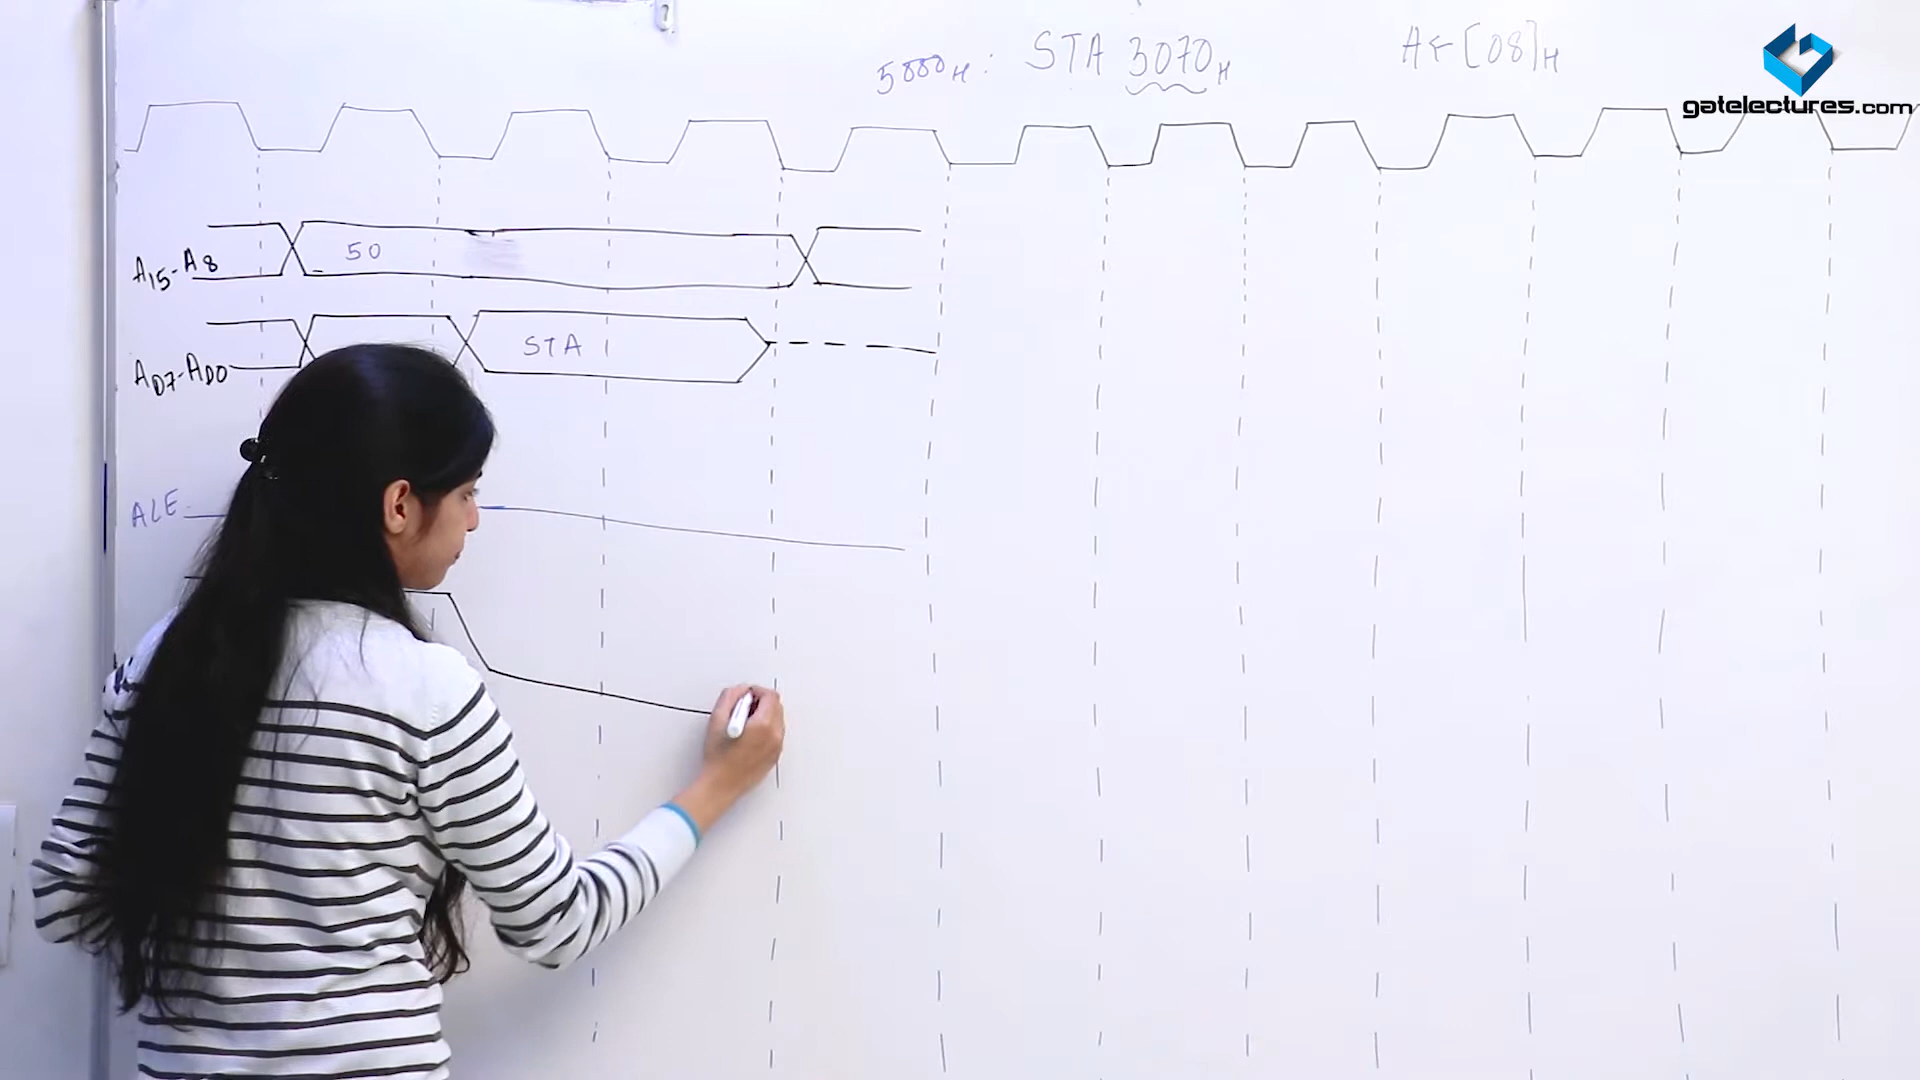 5000H: STA 3070H A←[08]H
gatelectures.com
A15-A8 50
AD7-AD0 STA
ALE